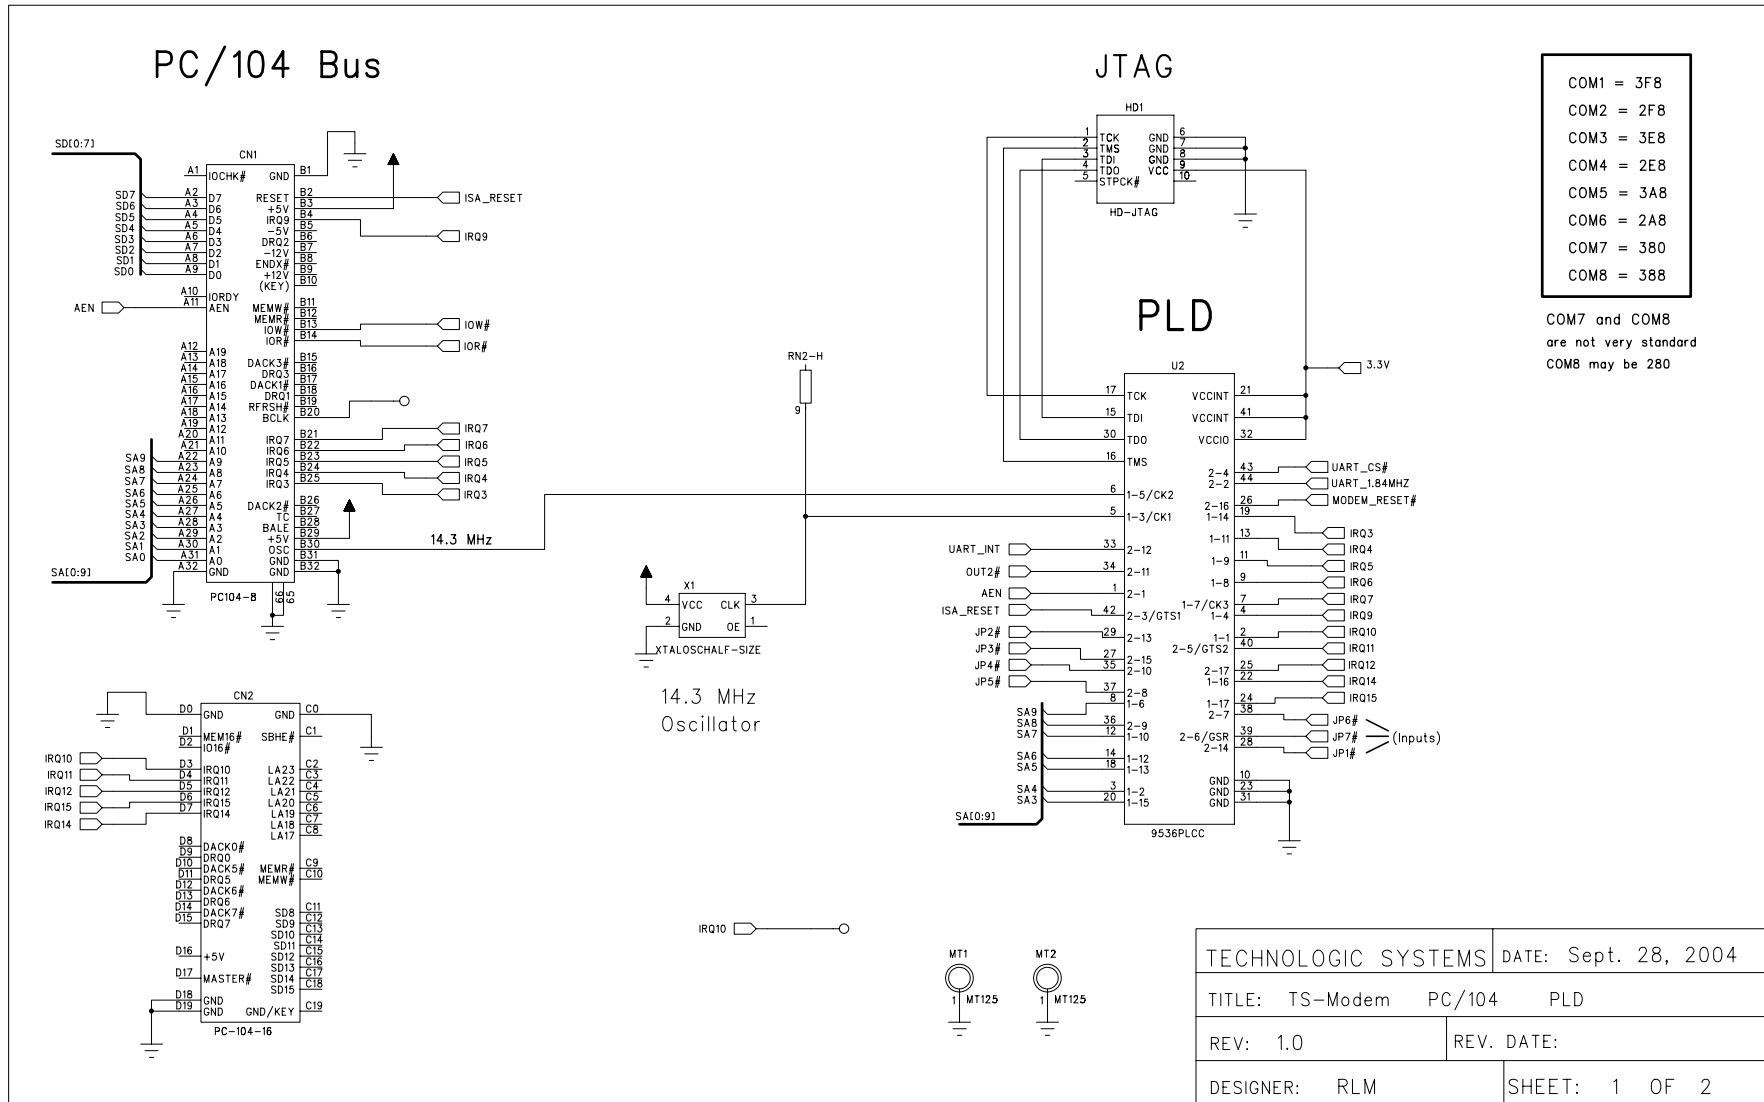 PC/104 Bus
SD[0:7]
CN1
A1 IOCHK# GND B1
SD7 A2 D7 RESET B2 ISA_RESET
SD6 A3 D6 +5V B3
SD5 A4 D5 IRQ9 B4
SD4 A5 D4 -5V B5
IRQ9
SD3 A6 D3 DRQ2 B6
SD2 A7 D2 -12V B7
SD1 A8 D1 ENDX# B8
SD0 A9 D0 +12V B9
(KEY) B10
A10 IORDY
AEN A11 AEN MEMW# B11
MEMR# B12
IOW# B13 IOW#
IOR# B14 IOR#
A12 A19
A13 A18 DACK3# B15
A14 A17 DRQ3 B16
A15 A16 DACK1# B17
A16 A15 DRQ1 B18
A17 A14 RFRSH# B19
A18 A13 BCLK B20
A19 A12
A20 A11 IRQ7 B21 IRQ7
A21 A10 IRQ6 B22 IRQ6
SA9 A22 A9 IRQ5 B23 IRQ5
SA8 A23 A8 IRQ4 B24 IRQ4
SA7 A24 A7 IRQ3 B25 IRQ3
SA6 A25 A6
SA5 A26 A5 DACK2# B26
SA4 A27 A4 TC B27
SA3 A28 A3 BALE B28
SA2 A29 A2 +5V B29
SA1 A30 A1 OSC B30 14.3 MHz
SA0 A31 A0 GND B31
A32 GND GND B32
SA[0:9]
PC104-8 66 65
CN2
D0 GND GND C0
D1 MEM16# SBHE# C1
D2 IO16#
IRQ10 D3 IRQ10 LA23 C2
IRQ11 D4 IRQ11 LA22 C3
IRQ12 D5 IRQ12 LA21 C4
IRQ15 D6 IRQ15 LA20 C5
IRQ14 D7 IRQ14 LA19 C6
LA18 C7
LA17 C8
D8 DACK0#
D9 DRQ0
D10 DACK5# MEMR# C9
D11 DRQ5 MEMW# C10
D12 DACK6#
D13 DRQ6
D14 DACK7# SD8 C11
D15 DRQ7 SD9 C12
SD10 C13
SD11 C14
D16 +5V SD12 C15
SD13 C16
D17 MASTER# SD14 C17
SD15 C18
D18 GND
D19 GND GND/KEY C19
PC-104-16
RN2-H
9
X1
4 VCC CLK 3
2 GND OE 1
XTALOSCHALF-SIZE
14.3 MHz
Oscillator
IRQ10
MT1
1 MT125
MT2
1 MT125
JTAG
HD1
1 TCK GND 6
2 TMS GND 7
3 TDI GND 8
4 TDO VCC 9
5 STPCK# 10
HD-JTAG
PLD
U2
3.3V
17 TCK VCCINT 21
15 TDI VCCINT 41
30 TDO VCCIO 32
16 TMS
2-4 43 UART_CS#
2-2 44 UART_1.84MHZ
6 1-5/CK2
2-16 26 MODEM_RESET#
5 1-3/CK1 1-14 19 IRQ3
1-11 13 IRQ4
UART_INT 33 2-12 1-9 11 IRQ5
OUT2# 34 2-11 1-8 9 IRQ6
AEN 1 2-1 1-7/CK3 7 IRQ7
ISA_RESET 42 2-3/GTS1 1-4 4 IRQ9
JP2# 29 2-13 1-1 2 IRQ10
2-5/GTS2 40 IRQ11
JP3# 27 2-15
JP4# 35 2-10 2-17 25 IRQ12
1-16 22 IRQ14
JP5# 37 2-8
8 1-6 1-17 24 IRQ15
SA9
2-7 38 JP6#
SA8 36 2-9
SA7 12 1-10 2-6/GSR 39 JP7# (Inputs)
2-14 28 JP1#
SA6 14 1-12
SA5 18 1-13
GND 10
SA4 3 1-2 GND 23
SA3 20 1-15 GND 31
SA[0:9]
9536PLCC
COM1 = 3F8
COM2 = 2F8
COM3 = 3E8
COM4 = 2E8
COM5 = 3A8
COM6 = 2A8
COM7 = 380
COM8 = 388
COM7 and COM8
are not very standard
COM8 may be 280
TECHNOLOGIC SYSTEMS DATE: Sept. 28, 2004
TITLE: TS-Modem PC/104 PLD
REV: 1.0 REV. DATE:
DESIGNER: RLM SHEET: 1 OF 2